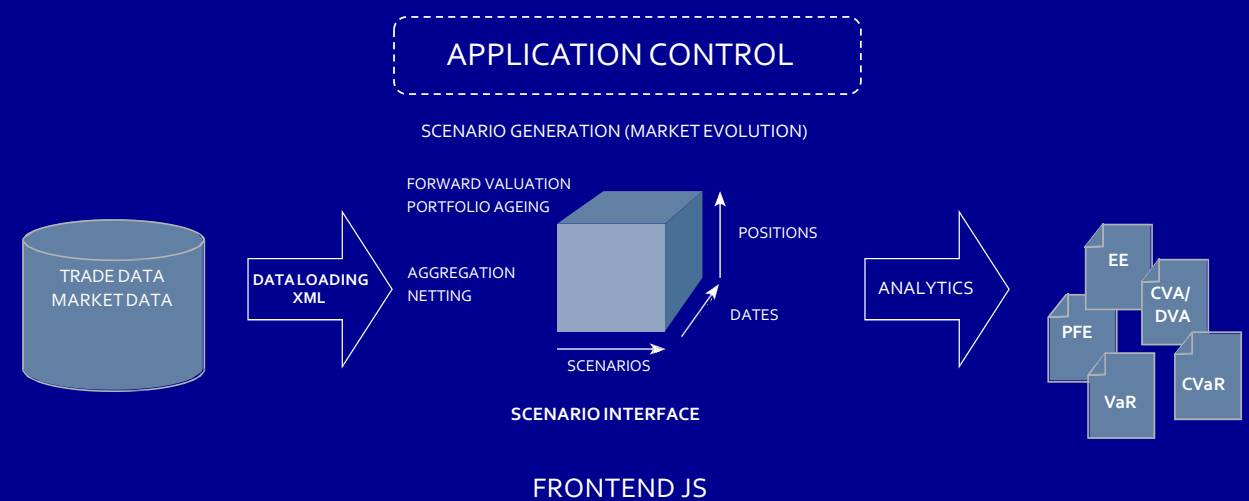 APPLICATION CONTROL
SCENARIO GENERATION (MARKET EVOLUTION)
FORWARD VALUATION
PORTFOLIO AGEING
AGGREGATION
NETTING
TRADE DATA
MARKET DATA
DATA LOADING
XML
POSITIONS
DATES
SCENARIOS
SCENARIO INTERFACE
ANALYTICS
EE
CVA/
DVA
PFE
VaR
CVaR
FRONTEND JS